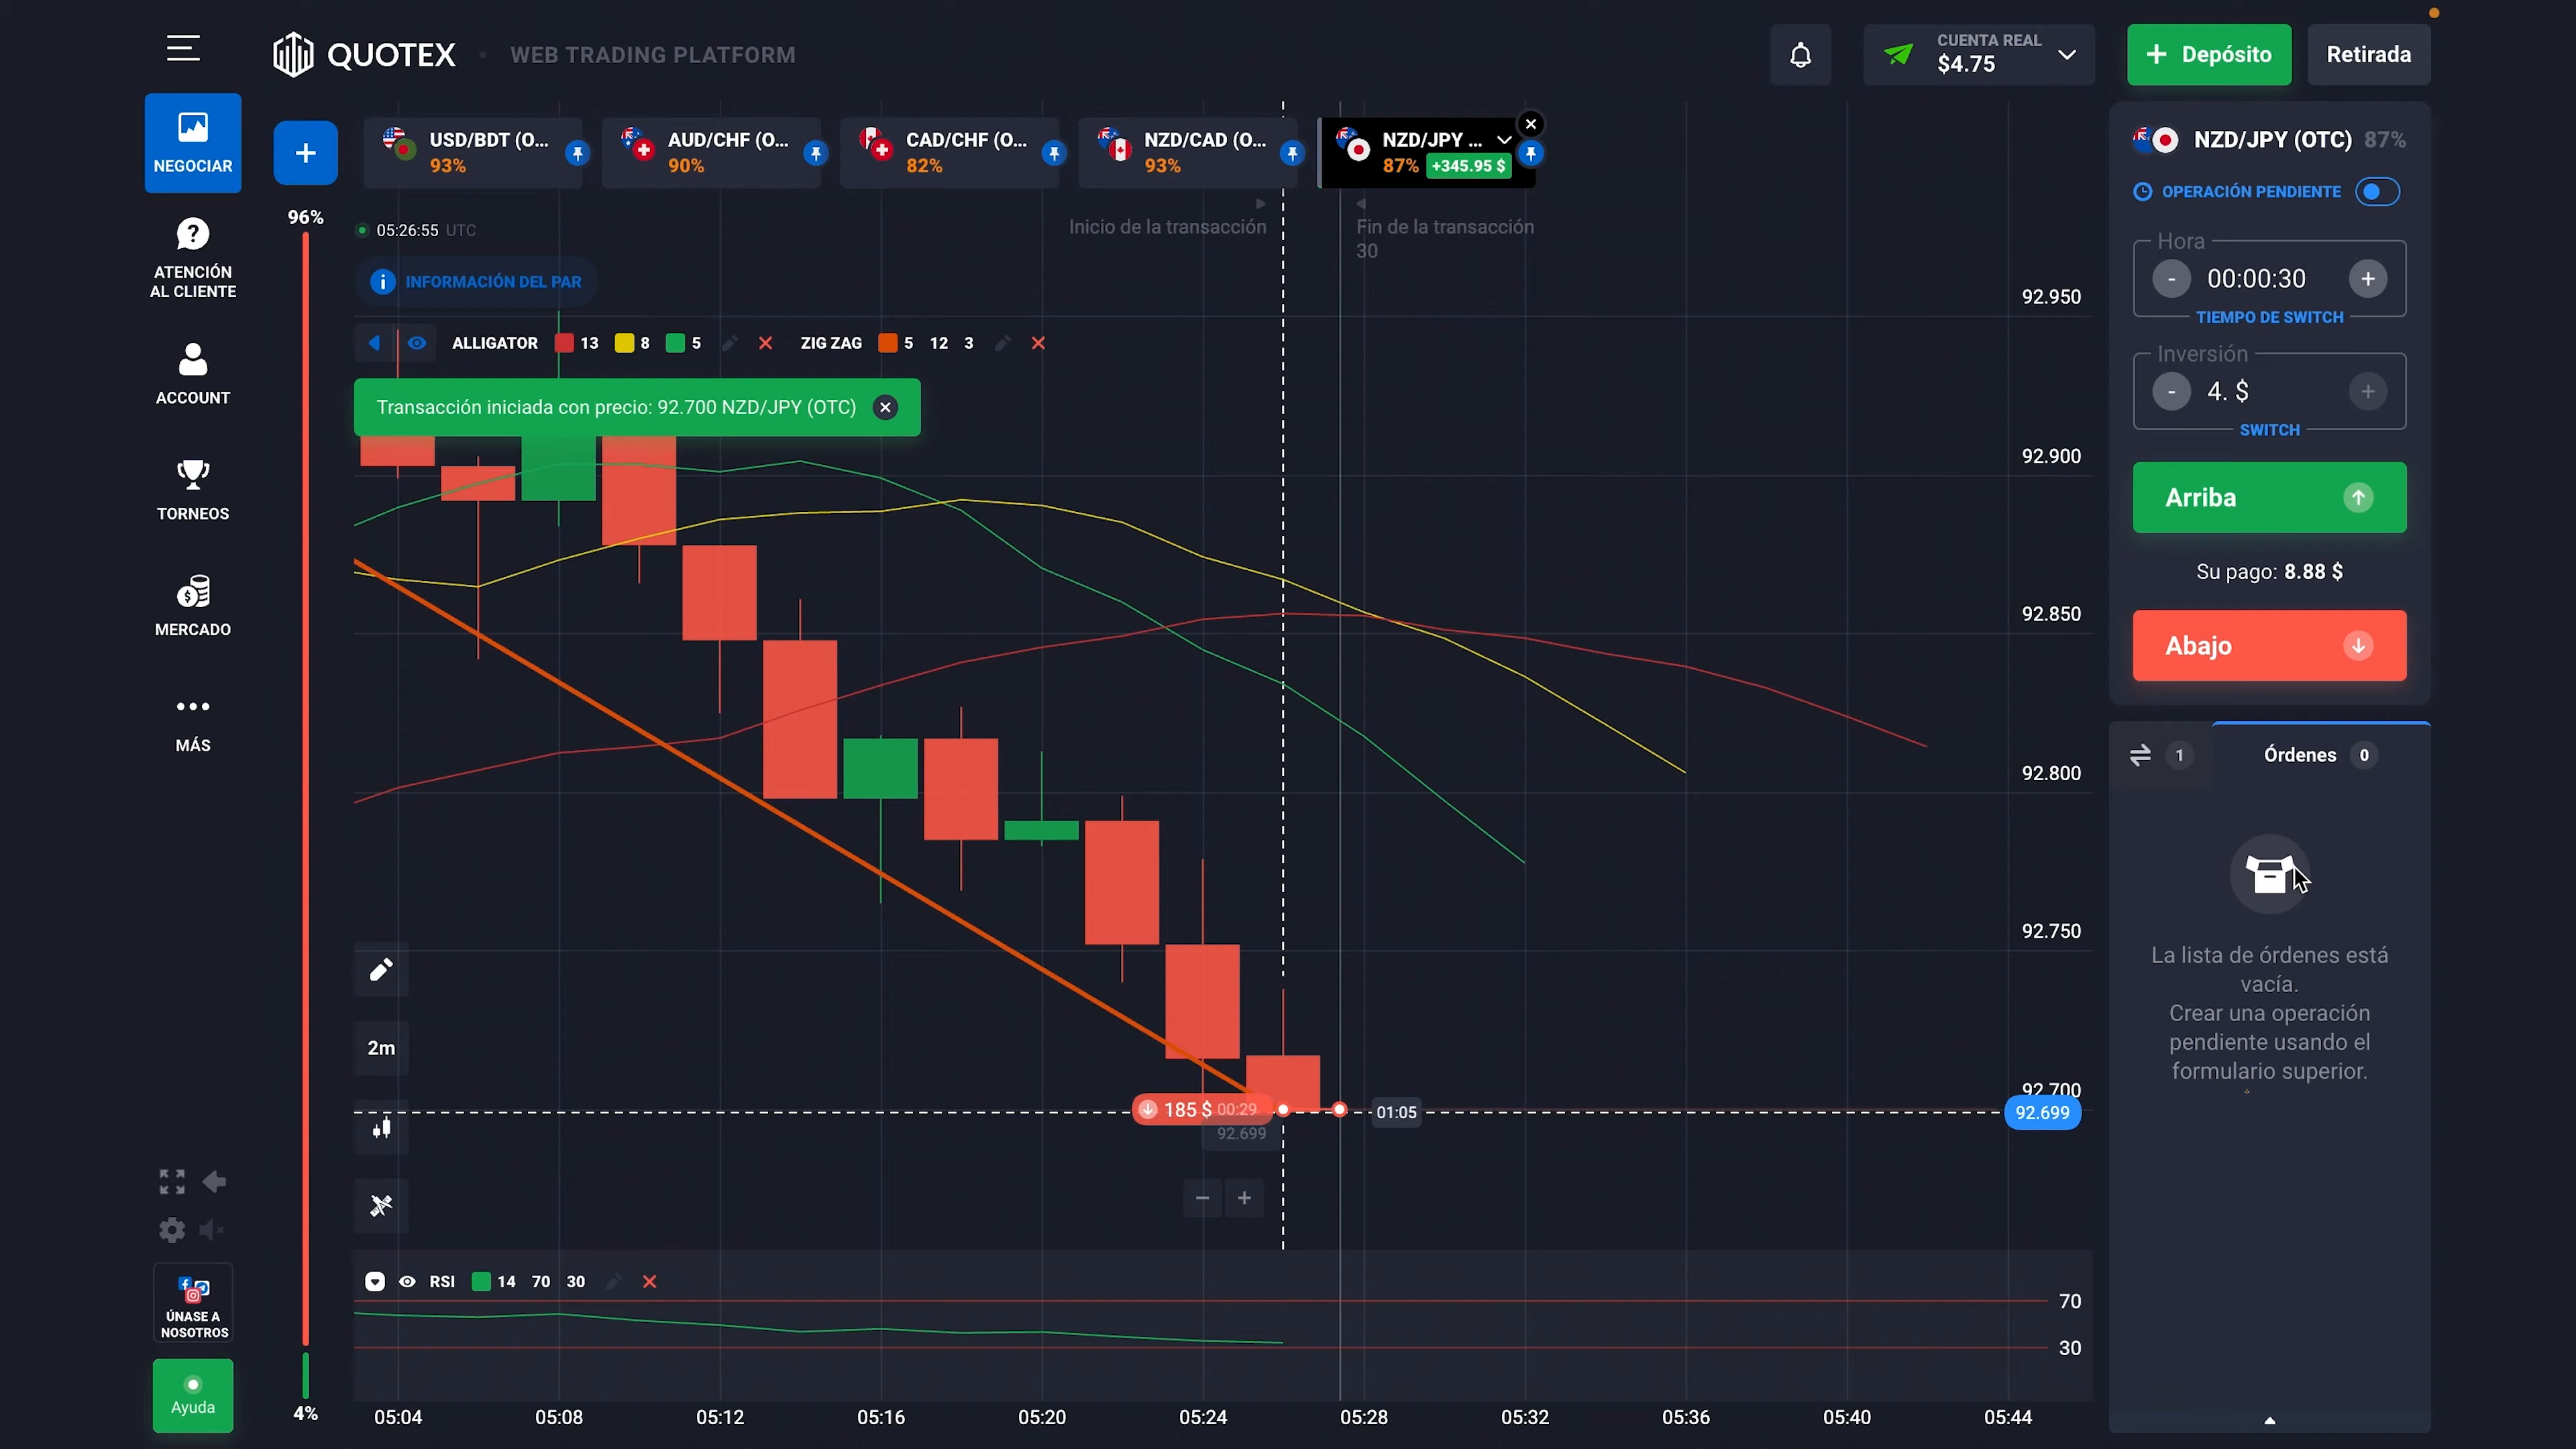 QUOTEX
WEB TRADING PLATFORM
CUENTA REAL
$4.75
Depósito
Retirada
NEGOCIAR
ATENCIÓN
AL CLIENTE
ACCOUNT
TORNEOS
MERCADO
MÁS
ÚNASE A
NOSOTROS
Ayuda
+
96%
4%
USD/BDT (O...
93%
AUD/CHF (O...
90%
CAD/CHF (O...
82%
NZD/CAD (O...
93%
NZD/JPY ...
87% +345.95 $
05:26:55 UTC
Inicio de la transacción
Fin de la transacción
30
INFORMACIÓN DEL PAR
ALLIGATOR 13 8 5 ZIG ZAG 5 12 3
Transacción iniciada con precio: 92.700 NZD/JPY (OTC)
92.950
92.900
92.850
92.800
92.750
92.700
92.699
2m
185 $ 00:29
01:05
92.699
− +
RSI 14 70 30
70
30
05:04 05:08 05:12 05:16 05:20 05:24 05:28 05:32 05:36 05:40 05:44
NZD/JPY (OTC) 87%
OPERACIÓN PENDIENTE
Hora
- 00:00:30 +
TIEMPO DE SWITCH
Inversión
- 4. $ +
SWITCH
Arriba
Su pago: 8.88 $
Abajo
1
Órdenes 0
La lista de órdenes está
vacía.
Crear una operación
pendiente usando el
formulario superior.